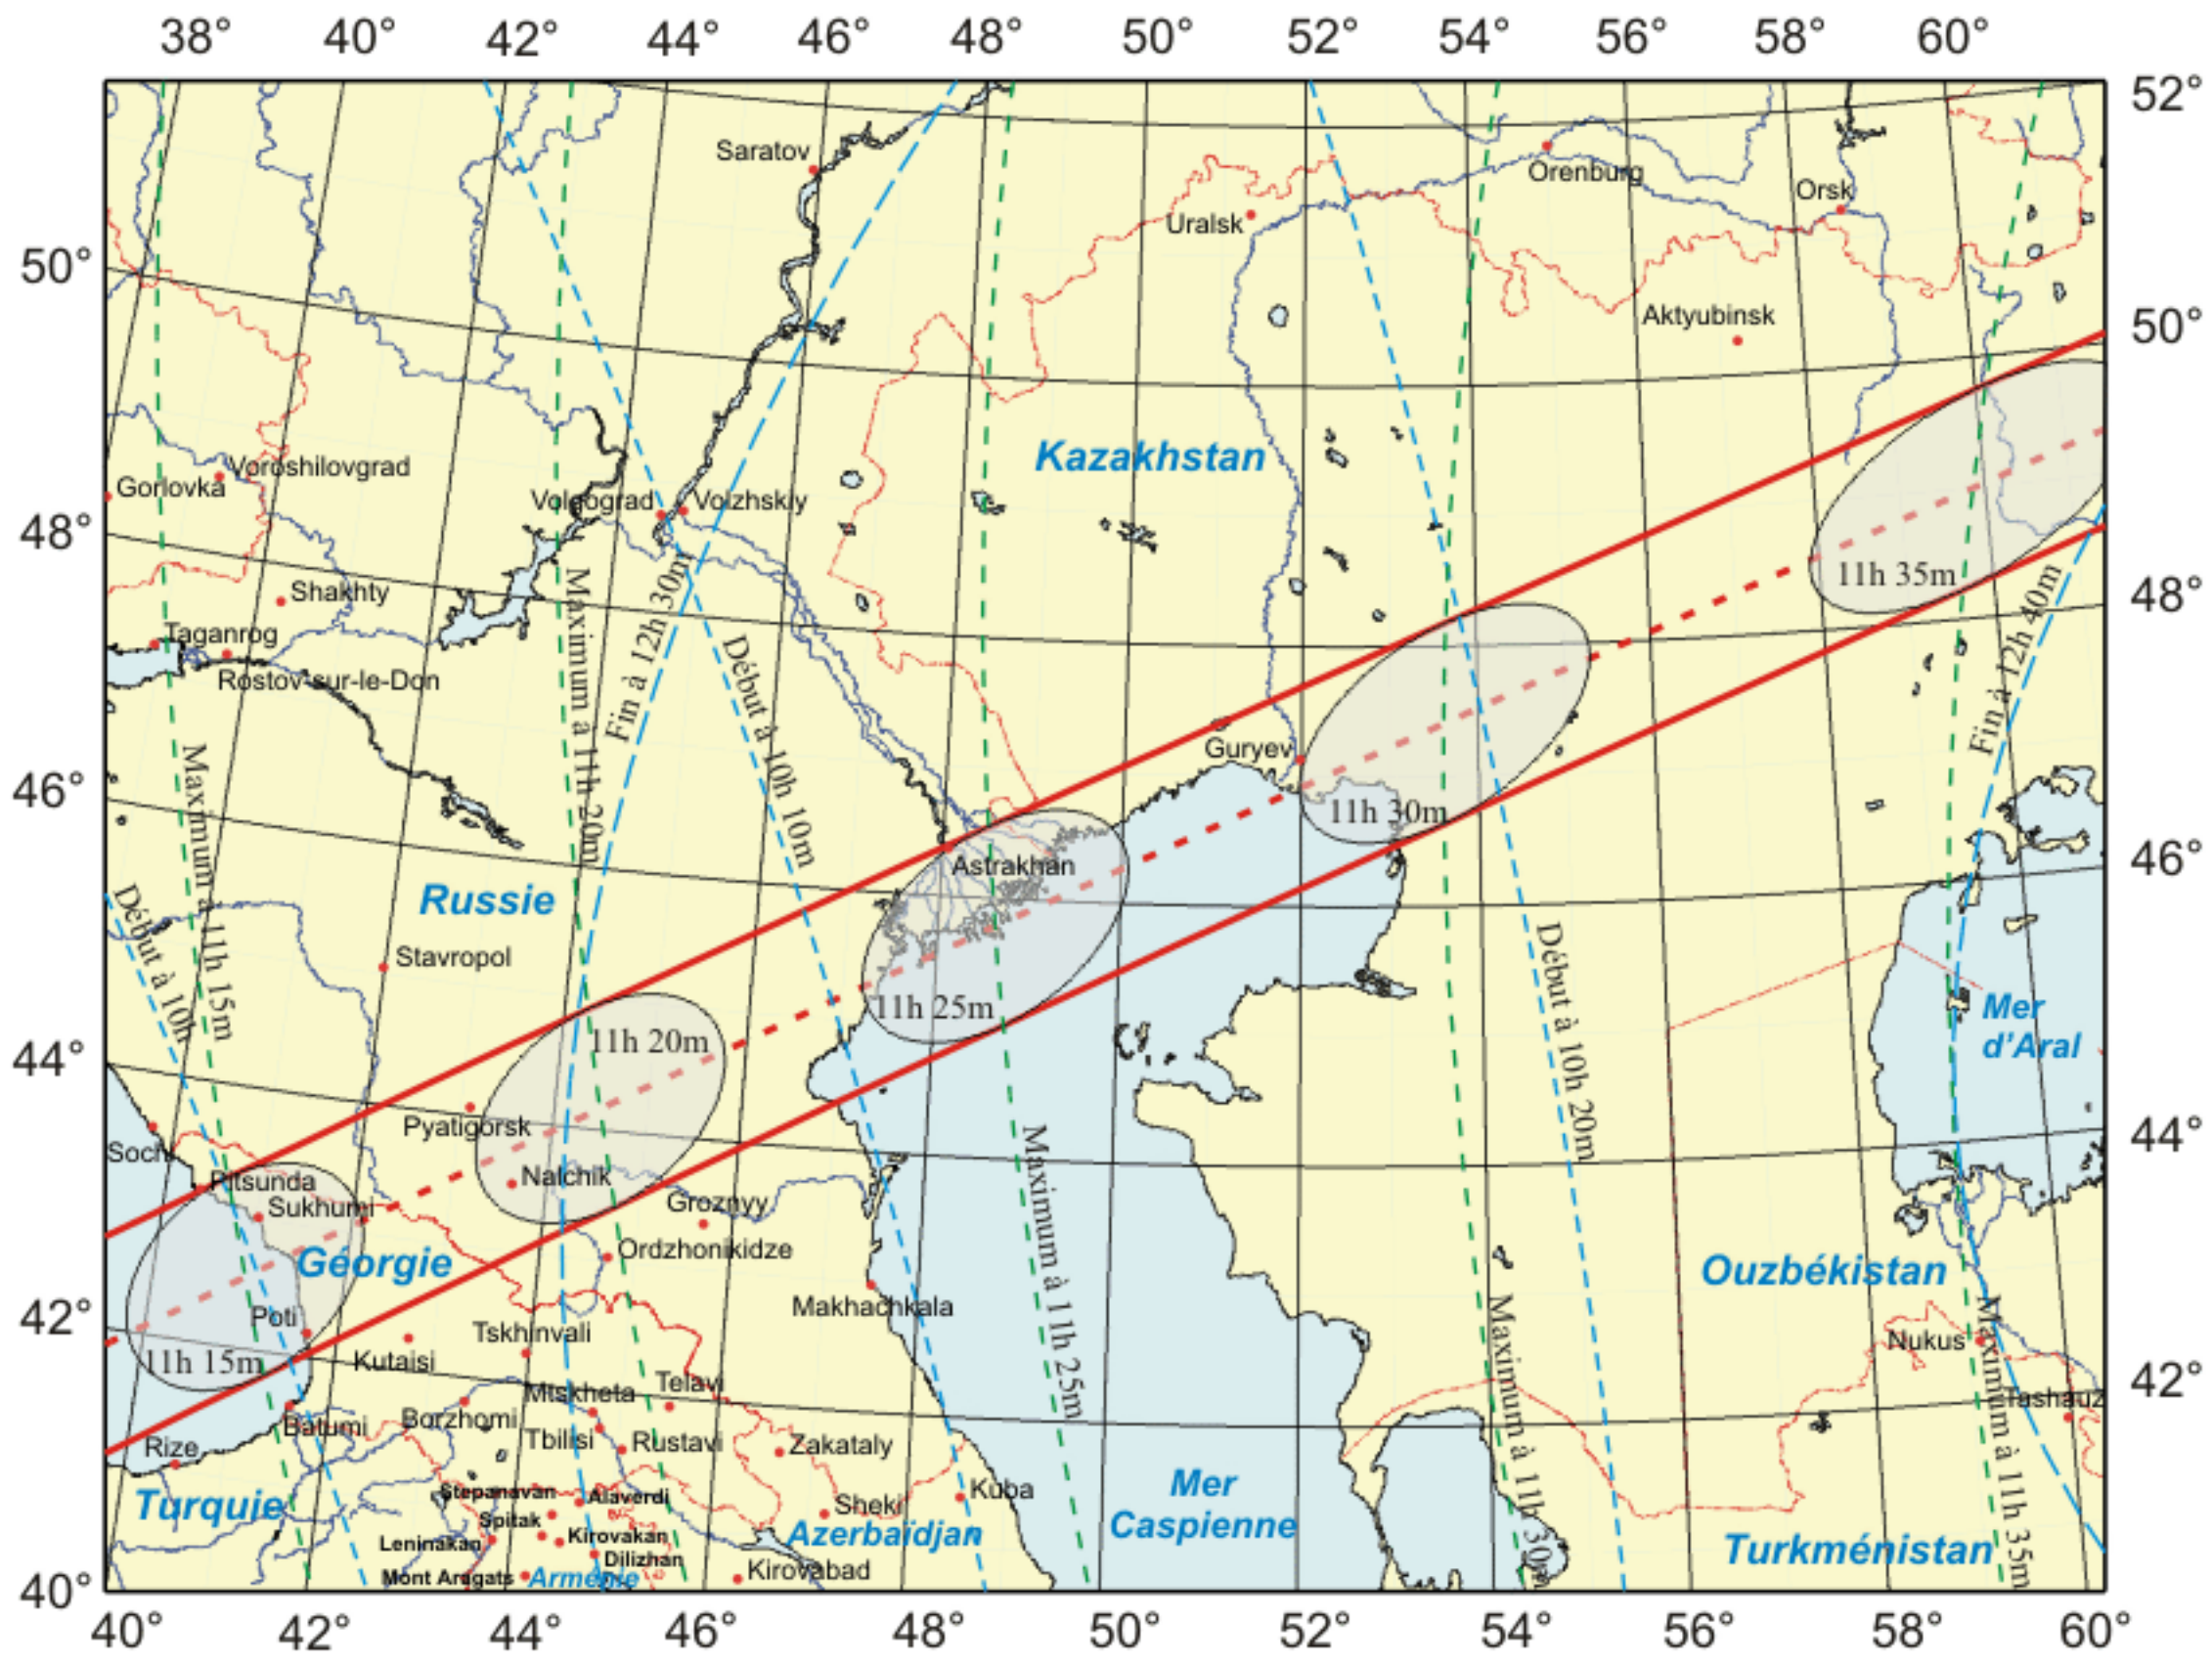 38° 40° 42° 44° 46° 48° 50° 52° 54° 56° 58° 60°
52°
Saratov
Orenburg
Orsk
Uralsk
50°
Aktyubinsk
50°
Kazakhstan
Voroshilovgrad
Gorlovka
Volgograd
Volzhskiy
48°
11h 35m
48°
Shakhty
Taganrog
Rostov-sur-le-Don
Maximum à 11h 20m
Fin à 12h 30m
Début à 10h 10m
Fin à 12h 40m
Maximum à 11h 15m
Guryev
46°
11h 30m
46°
Astrakhan
Russie
Début à 10h
Stavropol
11h 25m
Début à 10h 20m
Mer
d'Aral
11h 20m
44°
Pyatigorsk
44°
Sochi
Pitsunda
Nalchik
Sukhumi
Groznyy
Maximum à 11h 25m
Ordzhonikidze
Géorgie
Ouzbékistan
Makhachkala
42°
Poti
Tskhinvali
Maximum à 11h 30m
Maximum à 11h 35m
Nukus
11h 15m
Kutaisi
42°
Telavi
Mtskheta
Tashauz
Batumi
Borzhomi
Tbilisi
Rustavi
Zakataly
Rize
Mer
Caspienne
Stepanavan
Alaverdi
Kuba
Turquie
Sheki
Spitak
Azerbaïdjan
Leninakan
Kirovakan
Turkménistan
Dilizhan
Mont Aragats
Arménie
Kirovabad
40°
40° 42° 44° 46° 48° 50° 52° 54° 56° 58° 60°